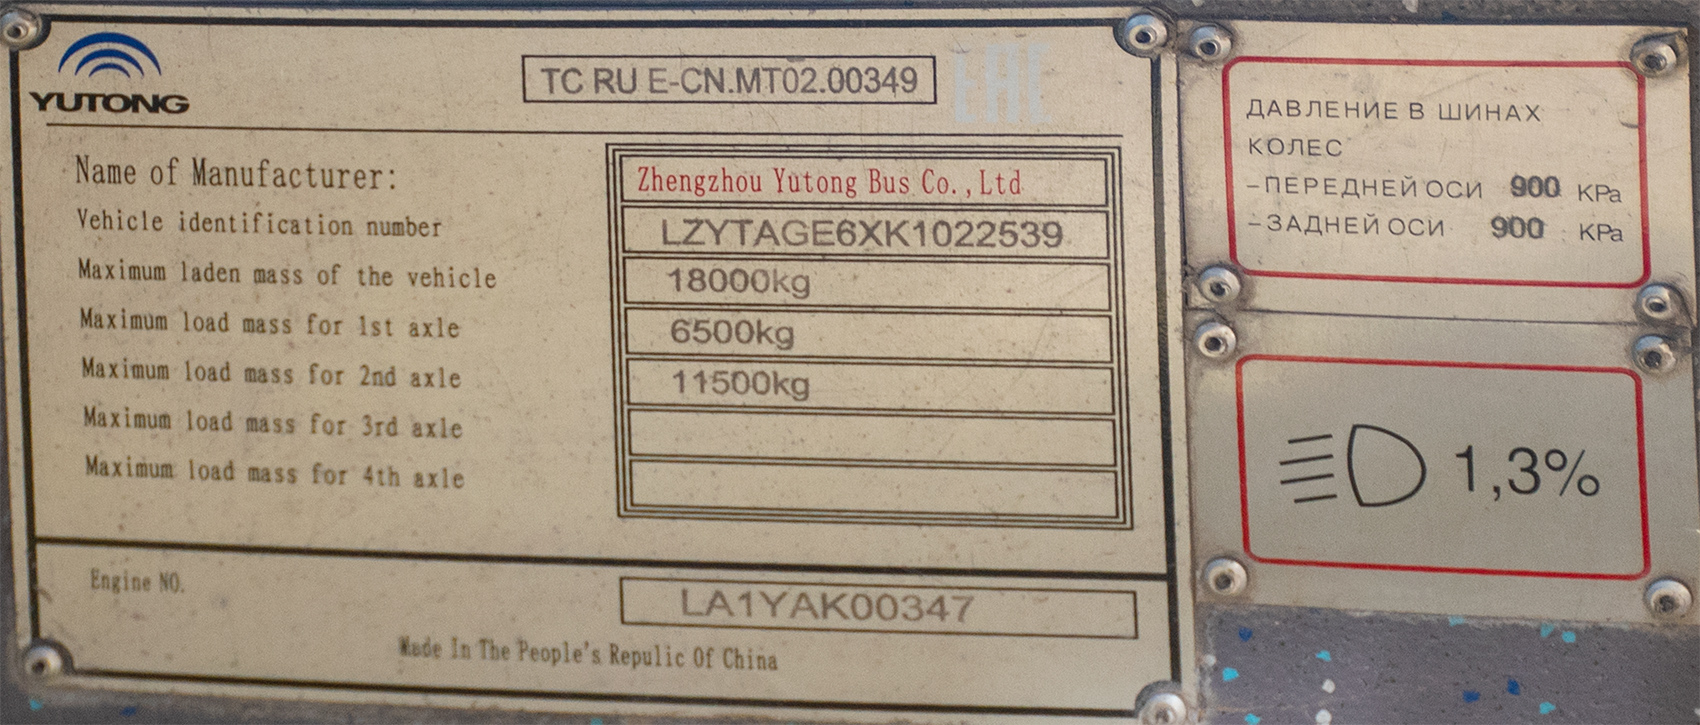 YUTONG
TC RU E-CN.MT02.00349
EAC
Name of Manufacturer: Zhengzhou Yutong Bus Co.,Ltd
Vehicle identification number LZYTAGE6XK1022539
Maximum laden mass of the vehicle 18000kg
Maximum load mass for 1st axle 6500kg
Maximum load mass for 2nd axle 11500kg
Maximum load mass for 3rd axle
Maximum load mass for 4th axle
Engine NO. LA1YAK00347
Made In The People's Repulic Of China
ДАВЛЕНИЕ В ШИНАХ
КОЛЕС
–ПЕРЕДНЕЙ ОСИ 900 KPa
–ЗАДНЕЙ ОСИ 900 KPa
1,3%